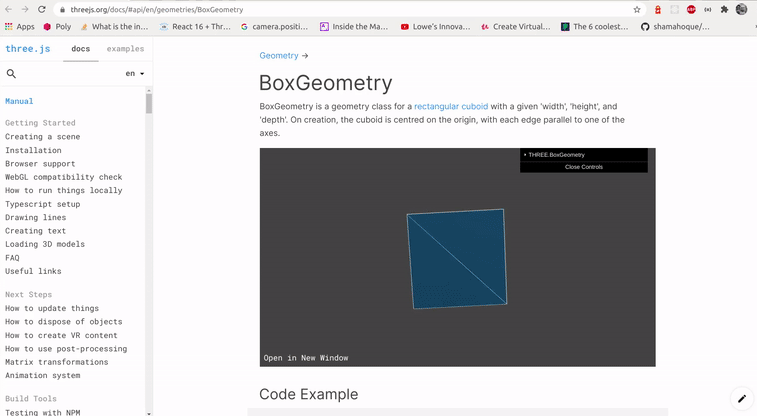 threejs.org/docs/#api/en/geometries/BoxGeometry
Apps
Poly
What is the in...
React 16 + Thr...
camera.positi...
Inside the Ma...
Lowe's Innova...
Create Virtual...
The 6 coolest...
shamahoque/...
three.js
docs
examples
en
Manual
Getting Started
Creating a scene
Installation
Browser support
WebGL compatibility check
How to run things locally
Typescript setup
Drawing lines
Creating text
Loading 3D models
FAQ
Useful links
Next Steps
How to update things
How to dispose of objects
How to create VR content
How to use post-processing
Matrix transformations
Animation system
Build Tools
Testing with NPM
Geometry →
BoxGeometry
BoxGeometry is a geometry class for a rectangular cuboid with a given 'width', 'height', and
'depth'. On creation, the cuboid is centred on the origin, with each edge parallel to one of the
axes.
THREE.BoxGeometry
Close Controls
Open in New Window
Code Example